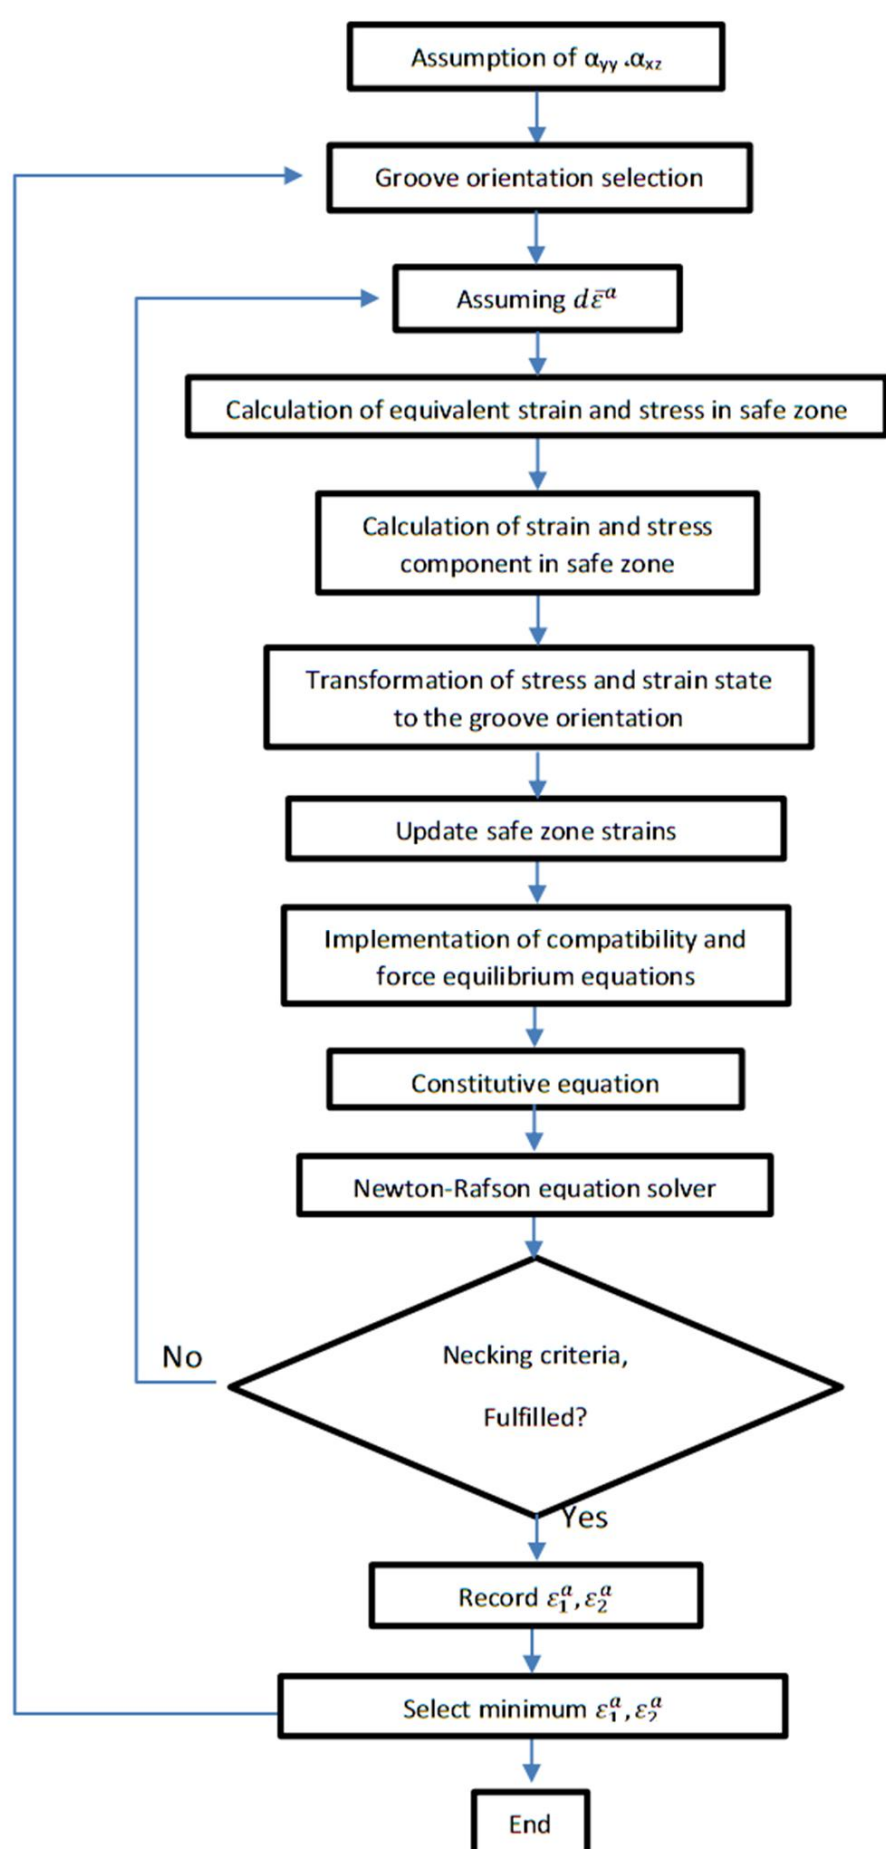 Assumption of αyy .αxz
Groove orientation selection
Assuming dε̄ᵃ
Calculation of equivalent strain and stress in safe zone
Calculation of strain and stress
component in safe zone
Transformation of stress and strain state
to the groove orientation
Update safe zone strains
Implementation of compatibility and
force equilibrium equations
Constitutive equation
Newton-Rafson equation solver
No
Necking criteria,
Fulfilled?
Yes
Record ε₁ᵃ,ε₂ᵃ
Select minimum ε₁ᵃ,ε₂ᵃ
End